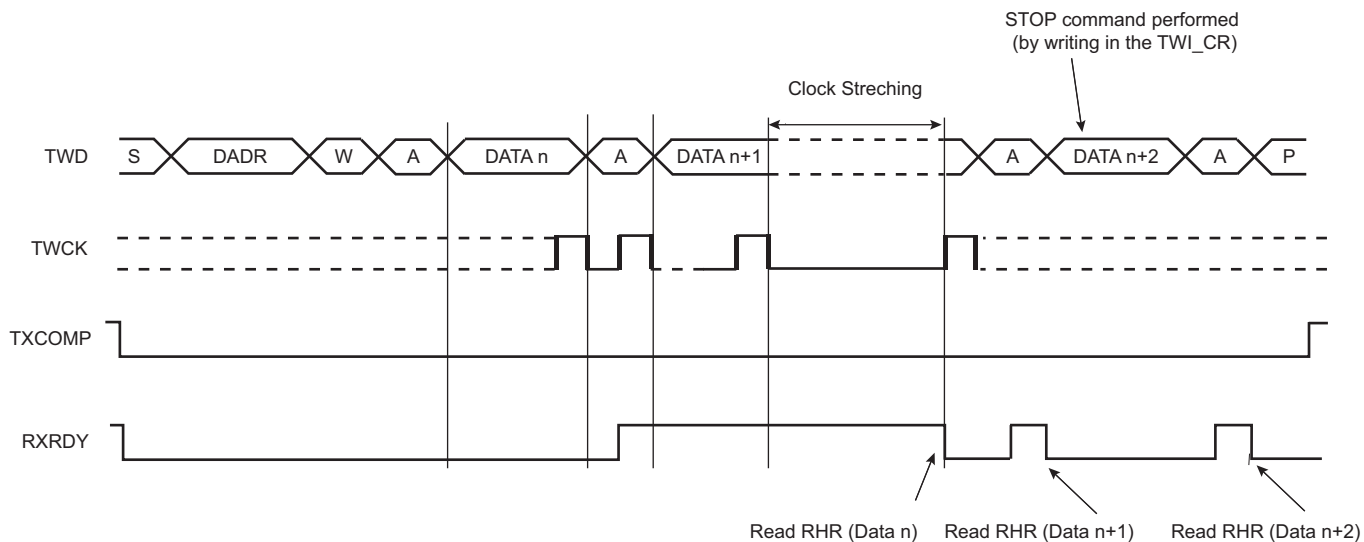 STOP command performed
(by writing in the TWI_CR)
Clock Streching
TWD S DADR W A DATA n A DATA n+1 A DATA n+2 A P
TWCK
TXCOMP
RXRDY
Read RHR (Data n) Read RHR (Data n+1) Read RHR (Data n+2)